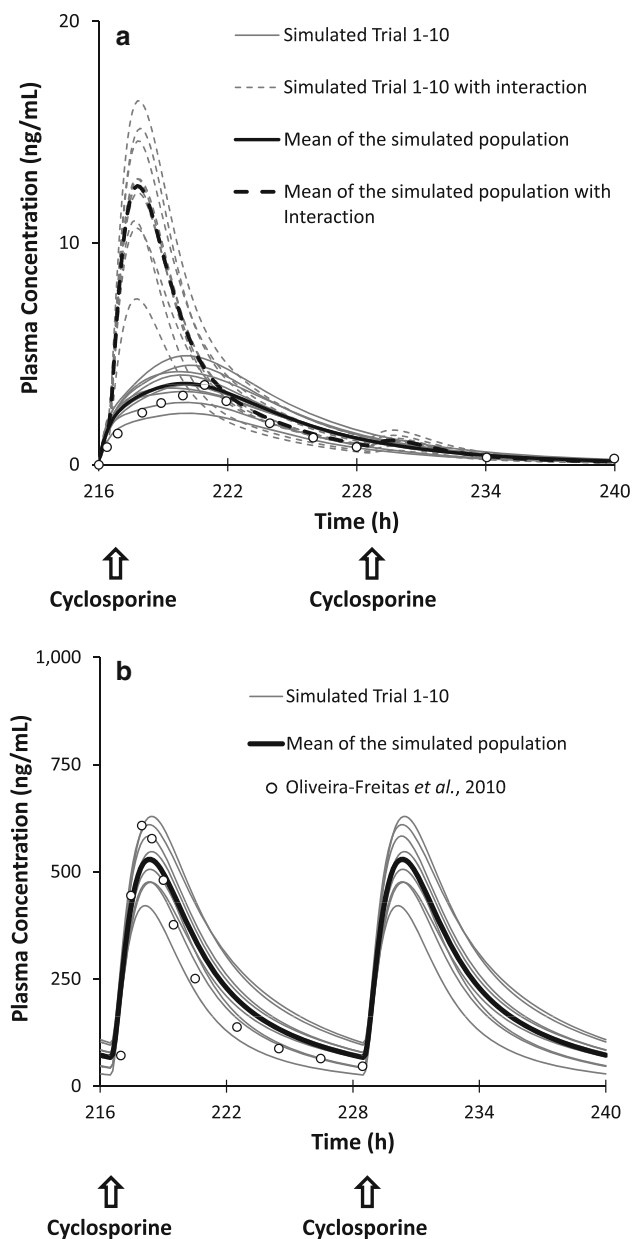 20
a
Simulated Trial 1-10
Simulated Trial 1-10 with interaction
Mean of the simulated population
Mean of the simulated population with
Interaction
10
0
Plasma Concentration (ng/mL)
216 222 228 234 240
Time (h)
Cyclosporine Cyclosporine
1,000
b
Simulated Trial 1-10
Mean of the simulated population
Oliveira-Freitas et al., 2010
750
500
250
0
Plasma Concentration (ng/mL)
216 222 228 234 240
Time (h)
Cyclosporine Cyclosporine